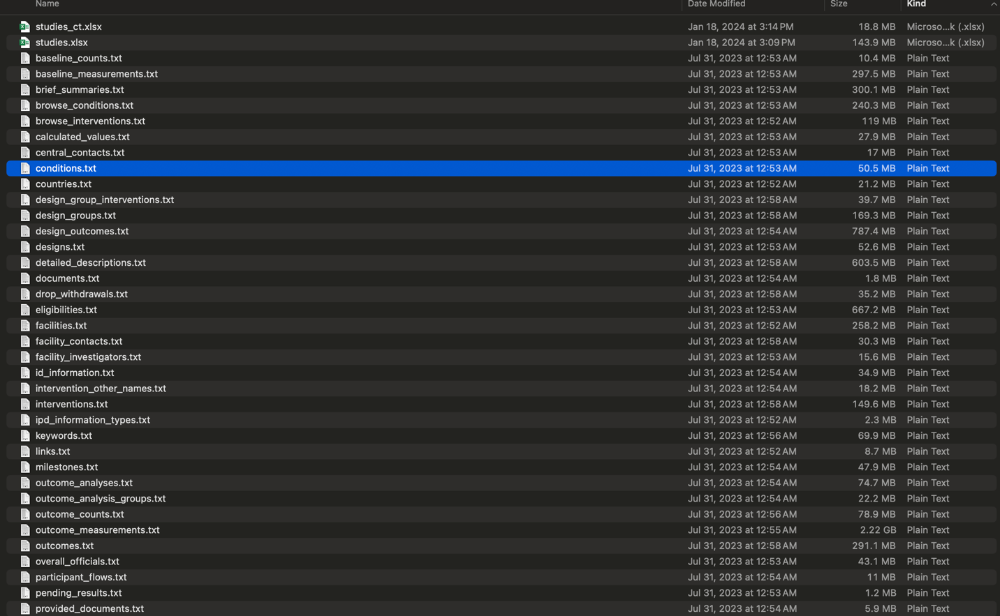 Name Date Modified Size Kind
studies_ct.xlsx Jan 18, 2024 at 3:14 PM 18.8 MB Microso...k (.xlsx)
studies.xlsx Jan 18, 2024 at 3:09 PM 143.9 MB Microso...k (.xlsx)
baseline_counts.txt Jul 31, 2023 at 12:53 AM 10.4 MB Plain Text
baseline_measurements.txt Jul 31, 2023 at 12:53 AM 297.5 MB Plain Text
brief_summaries.txt Jul 31, 2023 at 12:53 AM 300.1 MB Plain Text
browse_conditions.txt Jul 31, 2023 at 12:53 AM 240.3 MB Plain Text
browse_interventions.txt Jul 31, 2023 at 12:52 AM 119 MB Plain Text
calculated_values.txt Jul 31, 2023 at 12:53 AM 27.9 MB Plain Text
central_contacts.txt Jul 31, 2023 at 12:53 AM 17 MB Plain Text
conditions.txt Jul 31, 2023 at 12:53 AM 50.5 MB Plain Text
countries.txt Jul 31, 2023 at 12:52 AM 21.2 MB Plain Text
design_group_interventions.txt Jul 31, 2023 at 12:58 AM 39.7 MB Plain Text
design_groups.txt Jul 31, 2023 at 12:58 AM 169.3 MB Plain Text
design_outcomes.txt Jul 31, 2023 at 12:54 AM 787.4 MB Plain Text
designs.txt Jul 31, 2023 at 12:53 AM 52.6 MB Plain Text
detailed_descriptions.txt Jul 31, 2023 at 12:58 AM 603.5 MB Plain Text
documents.txt Jul 31, 2023 at 12:54 AM 1.8 MB Plain Text
drop_withdrawals.txt Jul 31, 2023 at 12:58 AM 35.2 MB Plain Text
eligibilities.txt Jul 31, 2023 at 12:53 AM 667.2 MB Plain Text
facilities.txt Jul 31, 2023 at 12:52 AM 258.2 MB Plain Text
facility_contacts.txt Jul 31, 2023 at 12:58 AM 30.3 MB Plain Text
facility_investigators.txt Jul 31, 2023 at 12:53 AM 15.6 MB Plain Text
id_information.txt Jul 31, 2023 at 12:54 AM 34.9 MB Plain Text
intervention_other_names.txt Jul 31, 2023 at 12:54 AM 18.2 MB Plain Text
interventions.txt Jul 31, 2023 at 12:58 AM 149.6 MB Plain Text
ipd_information_types.txt Jul 31, 2023 at 12:52 AM 2.3 MB Plain Text
keywords.txt Jul 31, 2023 at 12:56 AM 69.9 MB Plain Text
links.txt Jul 31, 2023 at 12:52 AM 8.7 MB Plain Text
milestones.txt Jul 31, 2023 at 12:54 AM 47.9 MB Plain Text
outcome_analyses.txt Jul 31, 2023 at 12:54 AM 74.7 MB Plain Text
outcome_analysis_groups.txt Jul 31, 2023 at 12:54 AM 22.2 MB Plain Text
outcome_counts.txt Jul 31, 2023 at 12:56 AM 78.9 MB Plain Text
outcome_measurements.txt Jul 31, 2023 at 12:55 AM 2.22 GB Plain Text
outcomes.txt Jul 31, 2023 at 12:58 AM 291.1 MB Plain Text
overall_officials.txt Jul 31, 2023 at 12:53 AM 43.1 MB Plain Text
participant_flows.txt Jul 31, 2023 at 12:54 AM 11 MB Plain Text
pending_results.txt Jul 31, 2023 at 12:53 AM 1.2 MB Plain Text
provided_documents.txt Jul 31, 2023 at 12:54 AM 5.9 MB Plain Text